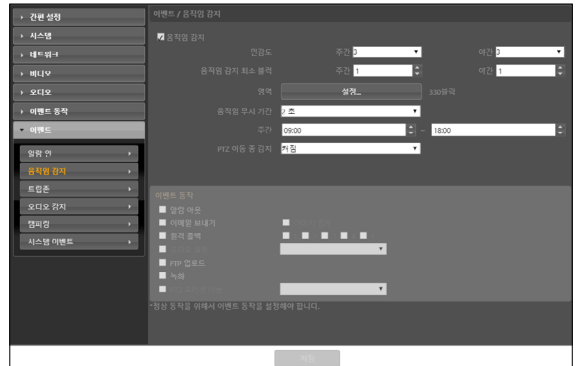 간편 설정
시스템
네트워크
비디오
오디오
이벤트 동작
이벤트
알람 인
움직임 감지
트립존
오디오 감지
탬퍼링
시스템 이벤트
이벤트 / 움직임 감지
움직임 감지
민감도 주간 3 야간 3
움직임 감지 최소 블럭 주간 1 야간 1
영역 설정... 330블럭
움직임 무시 기간 2 초
주간 09:00 ~ 18:00
PTZ 이동 중 감지 켜짐
이벤트 동작
알람 아웃
이메일 보내기
원격 콜백
FTP 업로드
녹화
*정상 동작을 위해서 이벤트 동작을 설정해야 합니다.